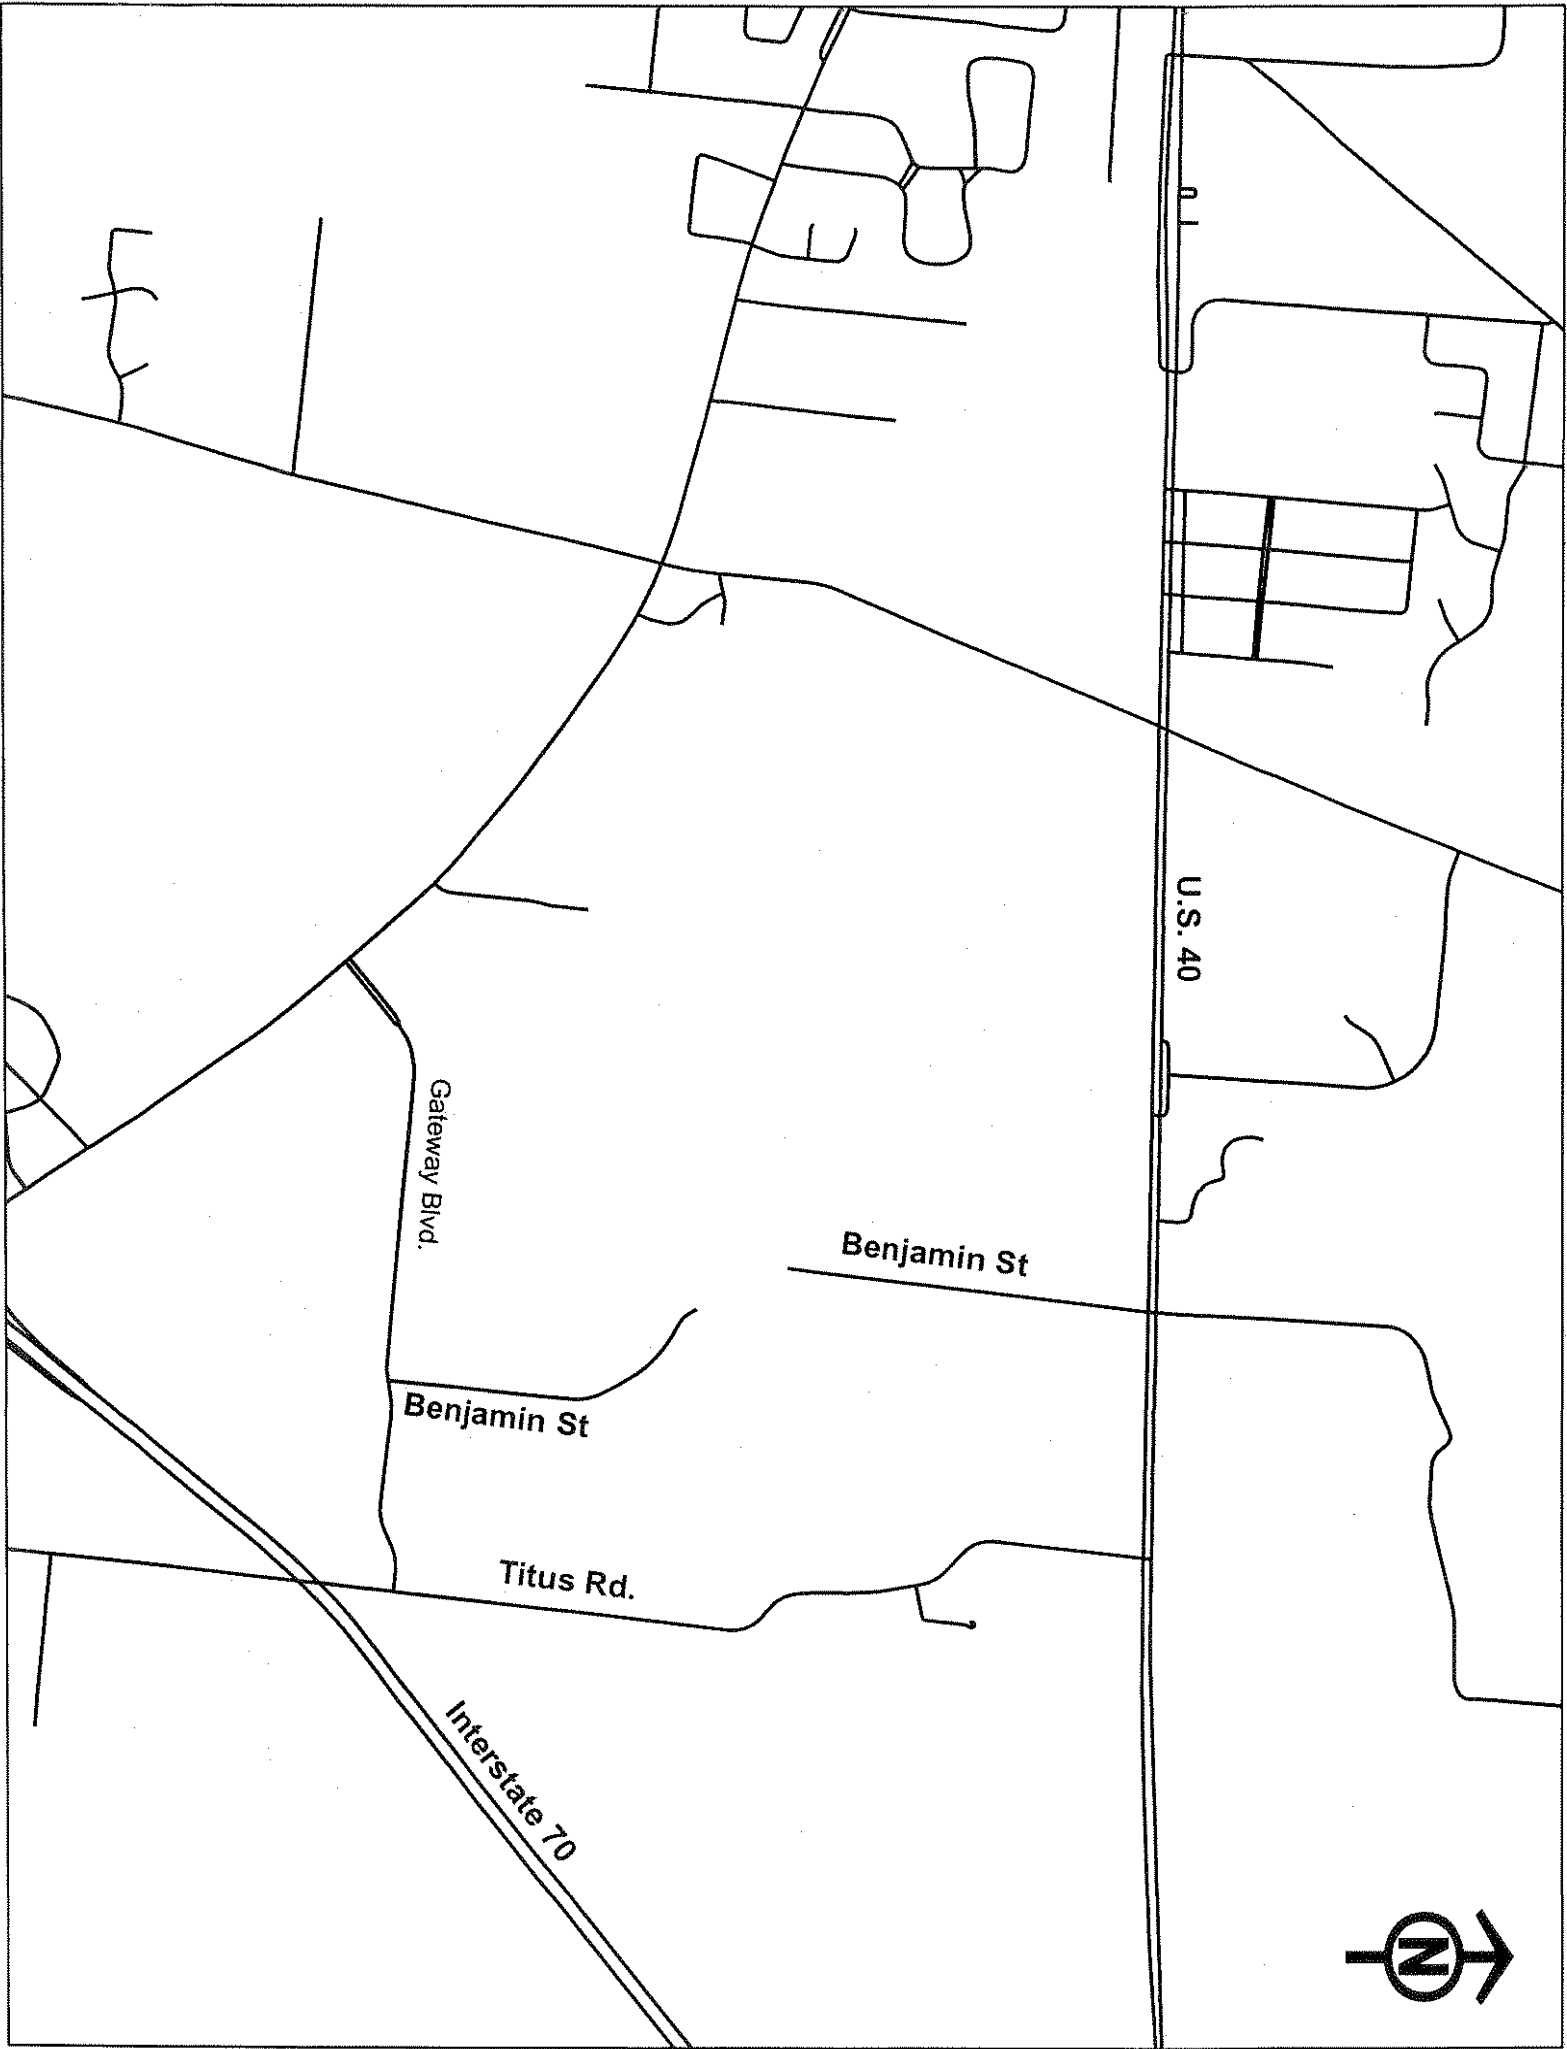 U.S. 40
Gateway Blvd.
Benjamin St
Benjamin St
Titus Rd.
Interstate 70
N